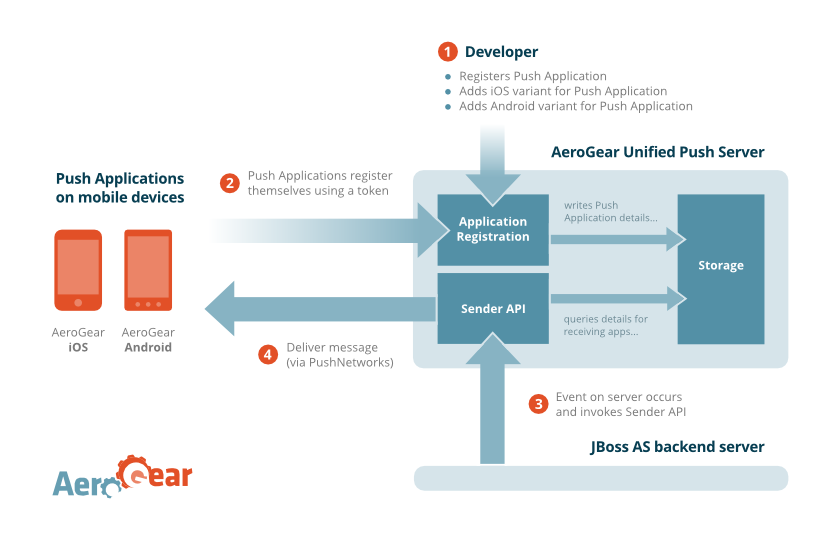 1 Developer
Registers Push Application
Adds iOS variant for Push Application
Adds Android variant for Push Application
AeroGear Unified Push Server
Push Applications
on mobile devices
2 Push Applications register
themselves using a token
Application
Registration
writes Push
Application details...
Storage
Sender API
queries details for
receiving apps...
AeroGear
iOS
AeroGear
Android
4 Deliver message
(via PushNetworks)
3 Event on server occurs
and invokes Sender API
JBoss AS backend server
AeroGear